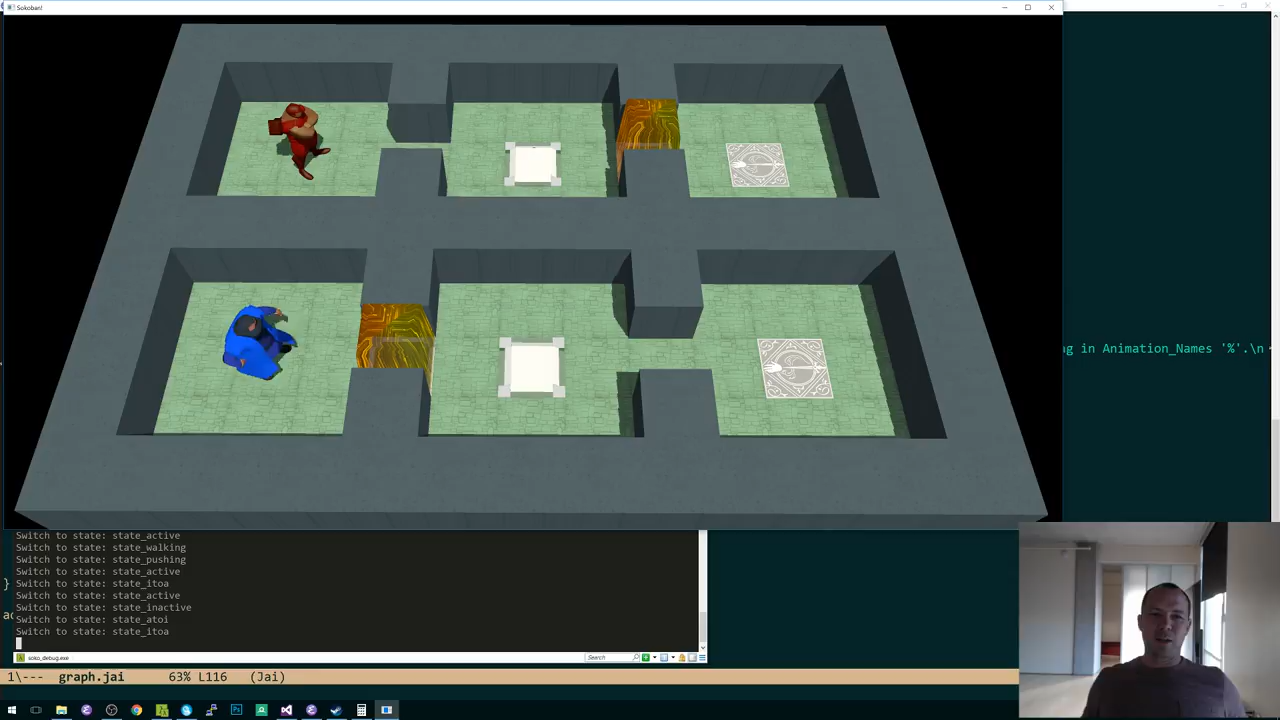 Sokoban!
ng in Animation_Names '%'.\n
Switch to state: state_active
Switch to state: state_walking
Switch to state: state_pushing
Switch to state: state_active
}
Switch to state: state_itoa
Switch to state: state_active
Switch to state: state_inactive
Switch to state: state_atoi
Switch to state: state_itoa
soko_debug.exe
Search
1\--- graph.jai 63% L116 (Jai)